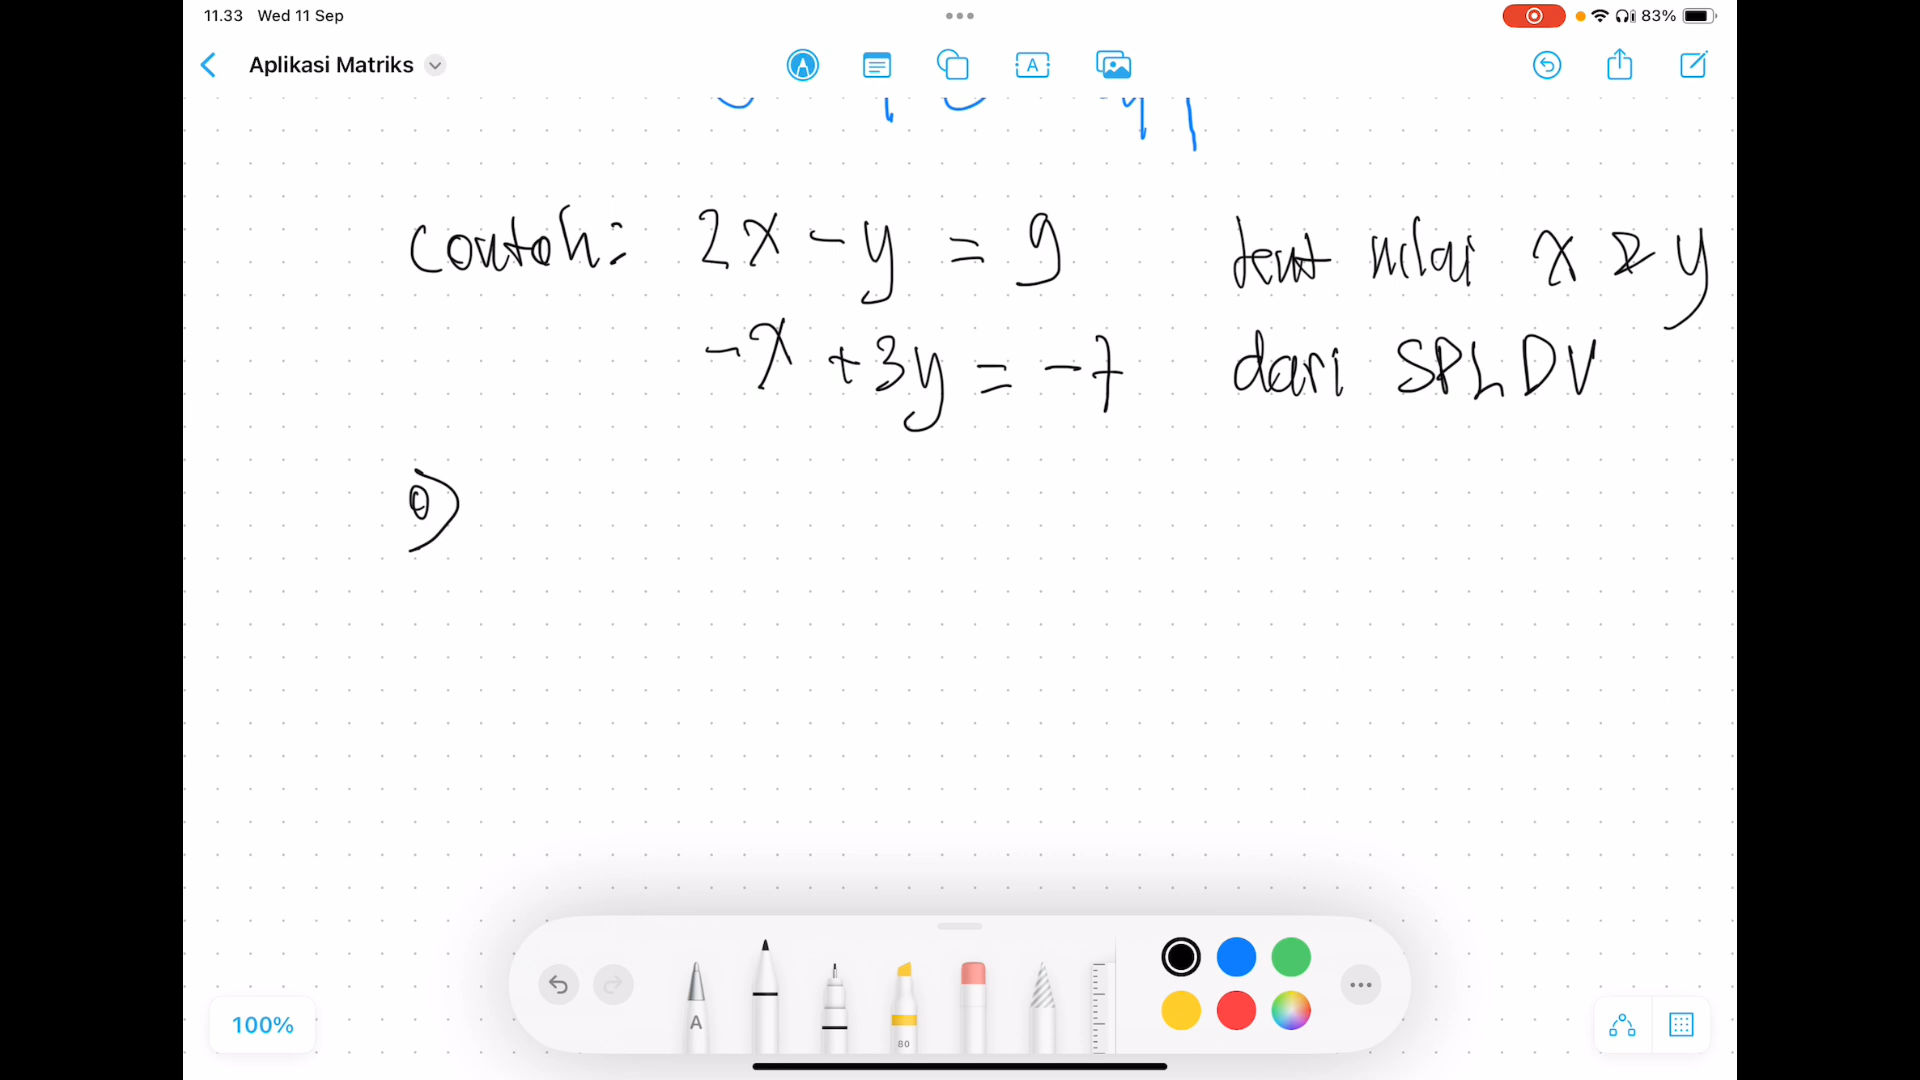 11.33 Wed 11 Sep
83%
Aplikasi Matriks
A
contoh: 2x - y = 9 tent nilai x & y
-x + 3y = -7 dari SPLDV
A
80
100%